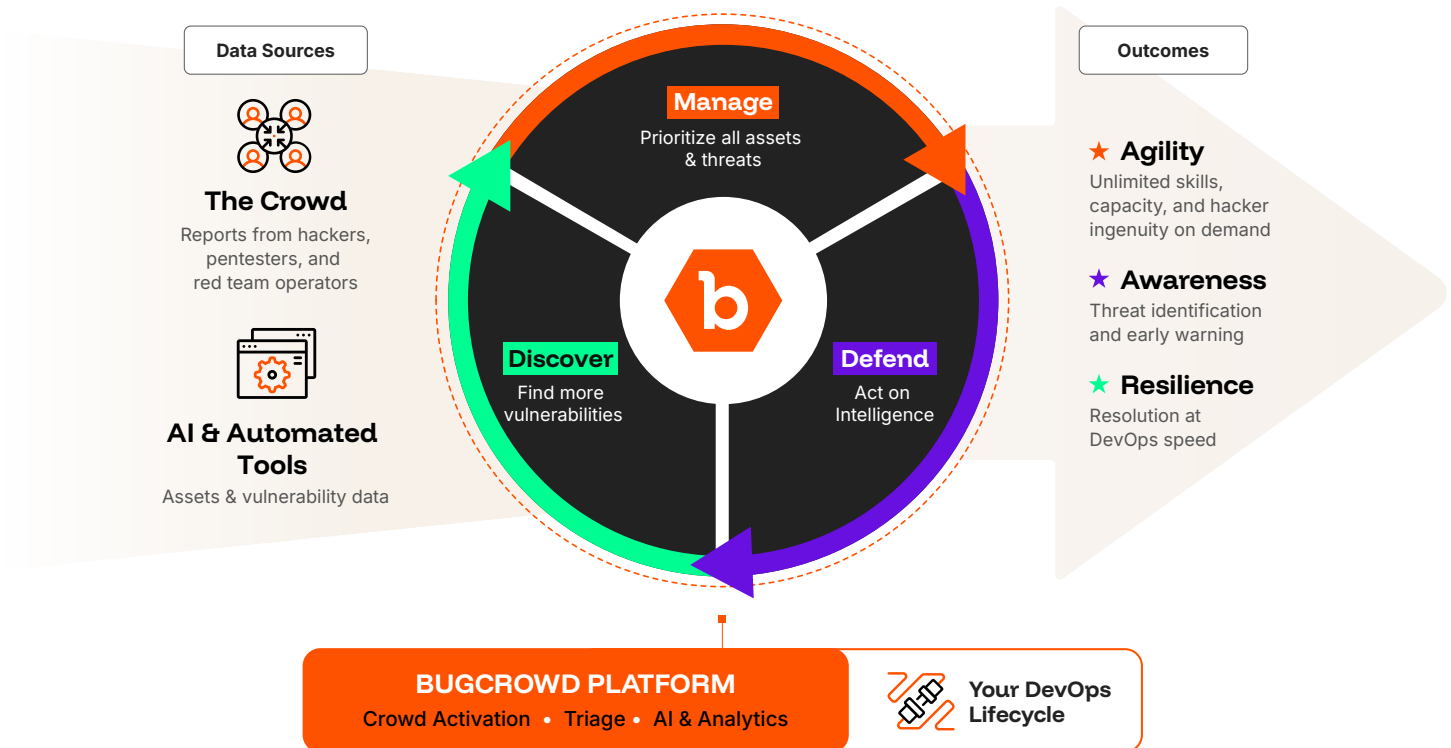 Data Sources
The Crowd
Reports from hackers,
pentesters, and
red team operators
AI & Automated
Tools
Assets & vulnerability data
Manage
Prioritize all assets
& threats
Discover
Find more
vulnerabilities
b
Defend
Act on
Intelligence
Outcomes
Agility
Unlimited skills,
capacity, and hacker
ingenuity on demand
Awareness
Threat identification
and early warning
Resilience
Resolution at
DevOps speed
BUGCROWD PLATFORM
Crowd Activation • Triage • AI & Analytics
Your DevOps
Lifecycle